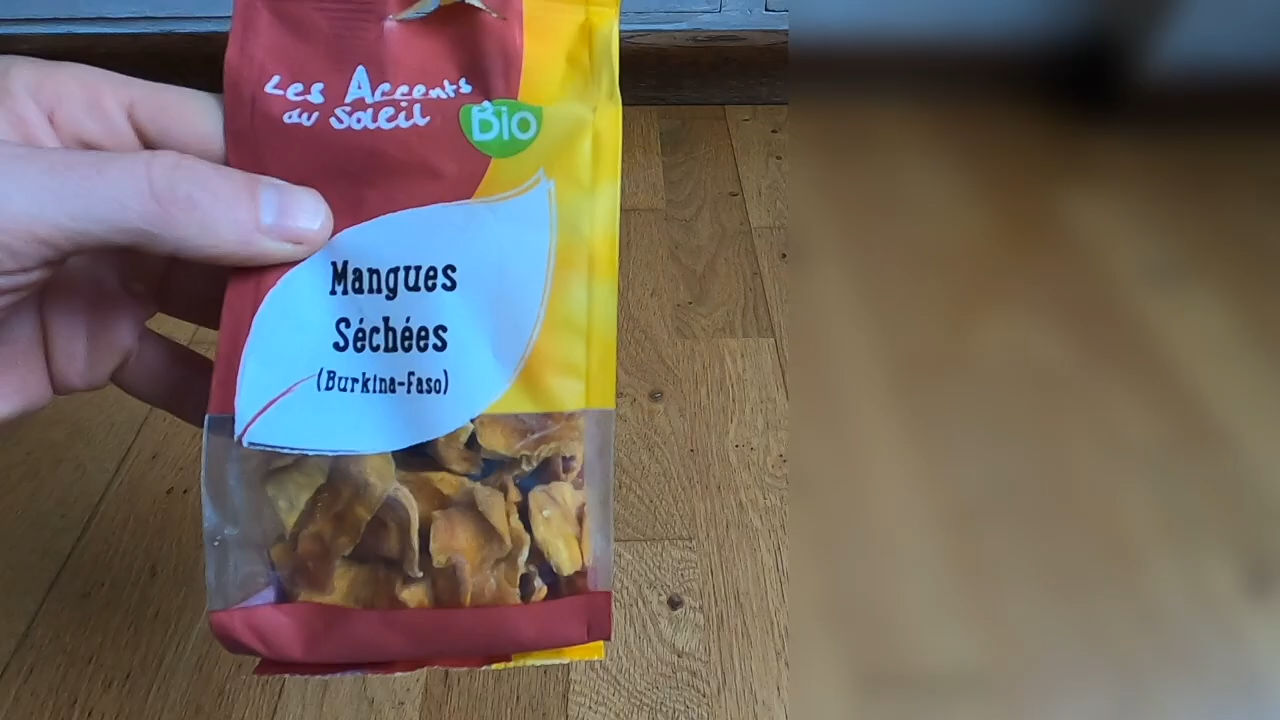 Les Accents
du Soleil
Bio
Mangues
Séchées
(Burkina-Faso)